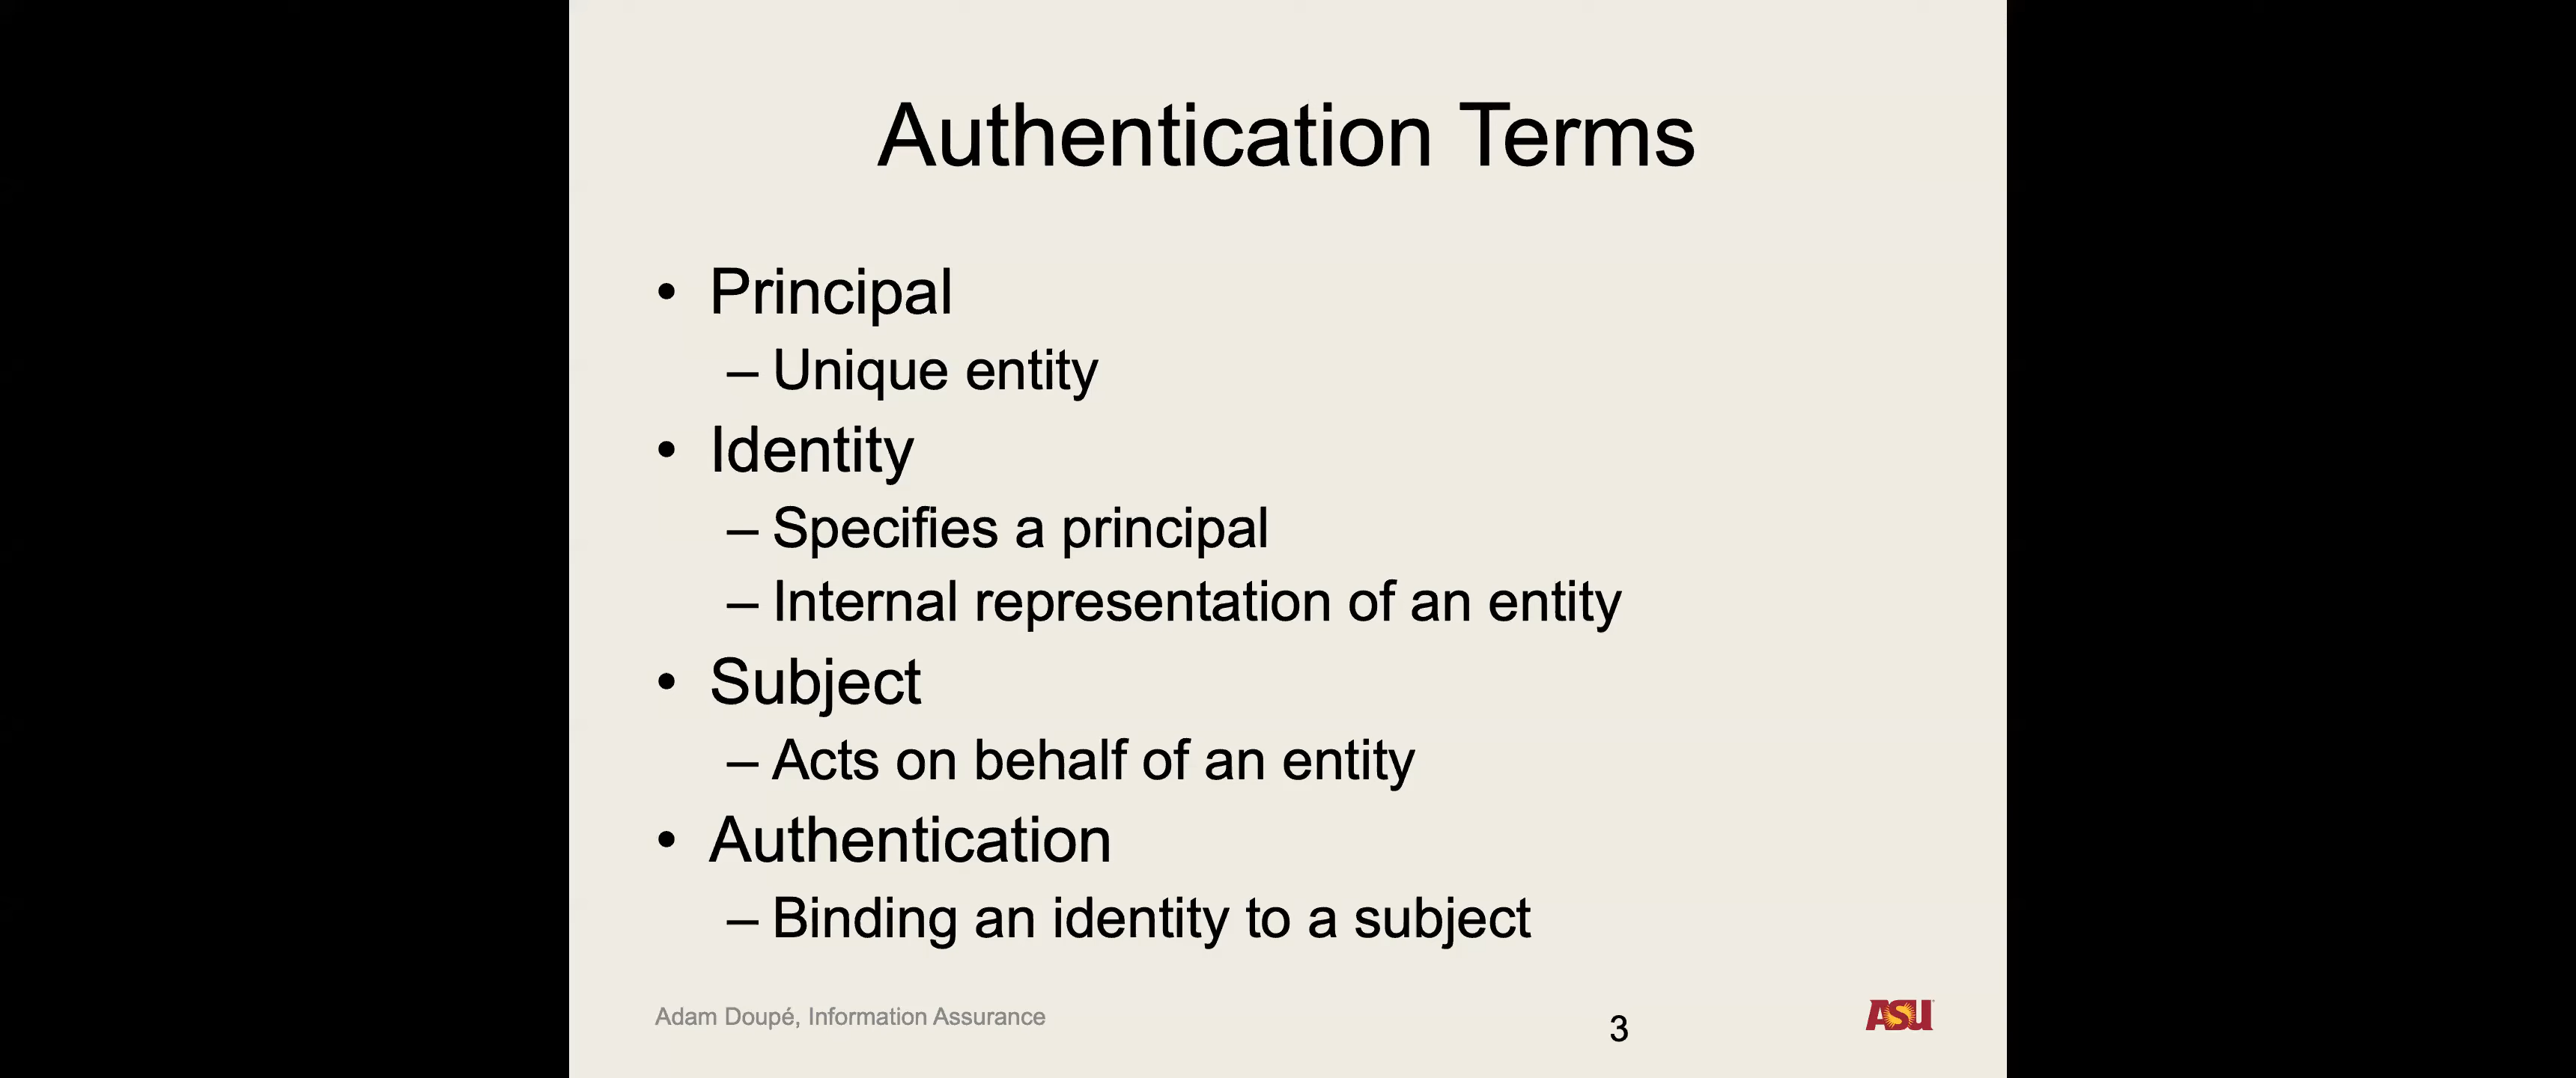 Authentication Terms
• Principal
– Unique entity
• Identity
– Specifies a principal
– Internal representation of an entity
• Subject
– Acts on behalf of an entity
• Authentication
– Binding an identity to a subject
Adam Doupé, Information Assurance
3
ASU